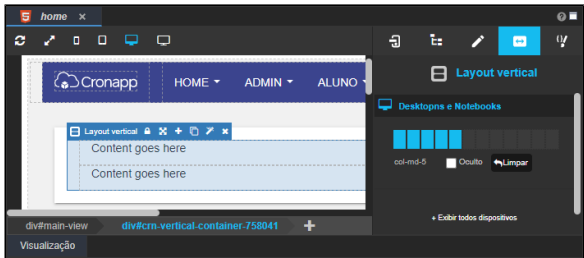 home ×
Cronapp HOME ADMIN ALUNO
Layout vertical
Content goes here
Content goes here
div#main-view div#crn-vertical-container-758041 +
Visualização
Layout vertical
Desktopns e Notebooks
col-md-5 Oculto Limpar
+ Exibir todos dispositivos